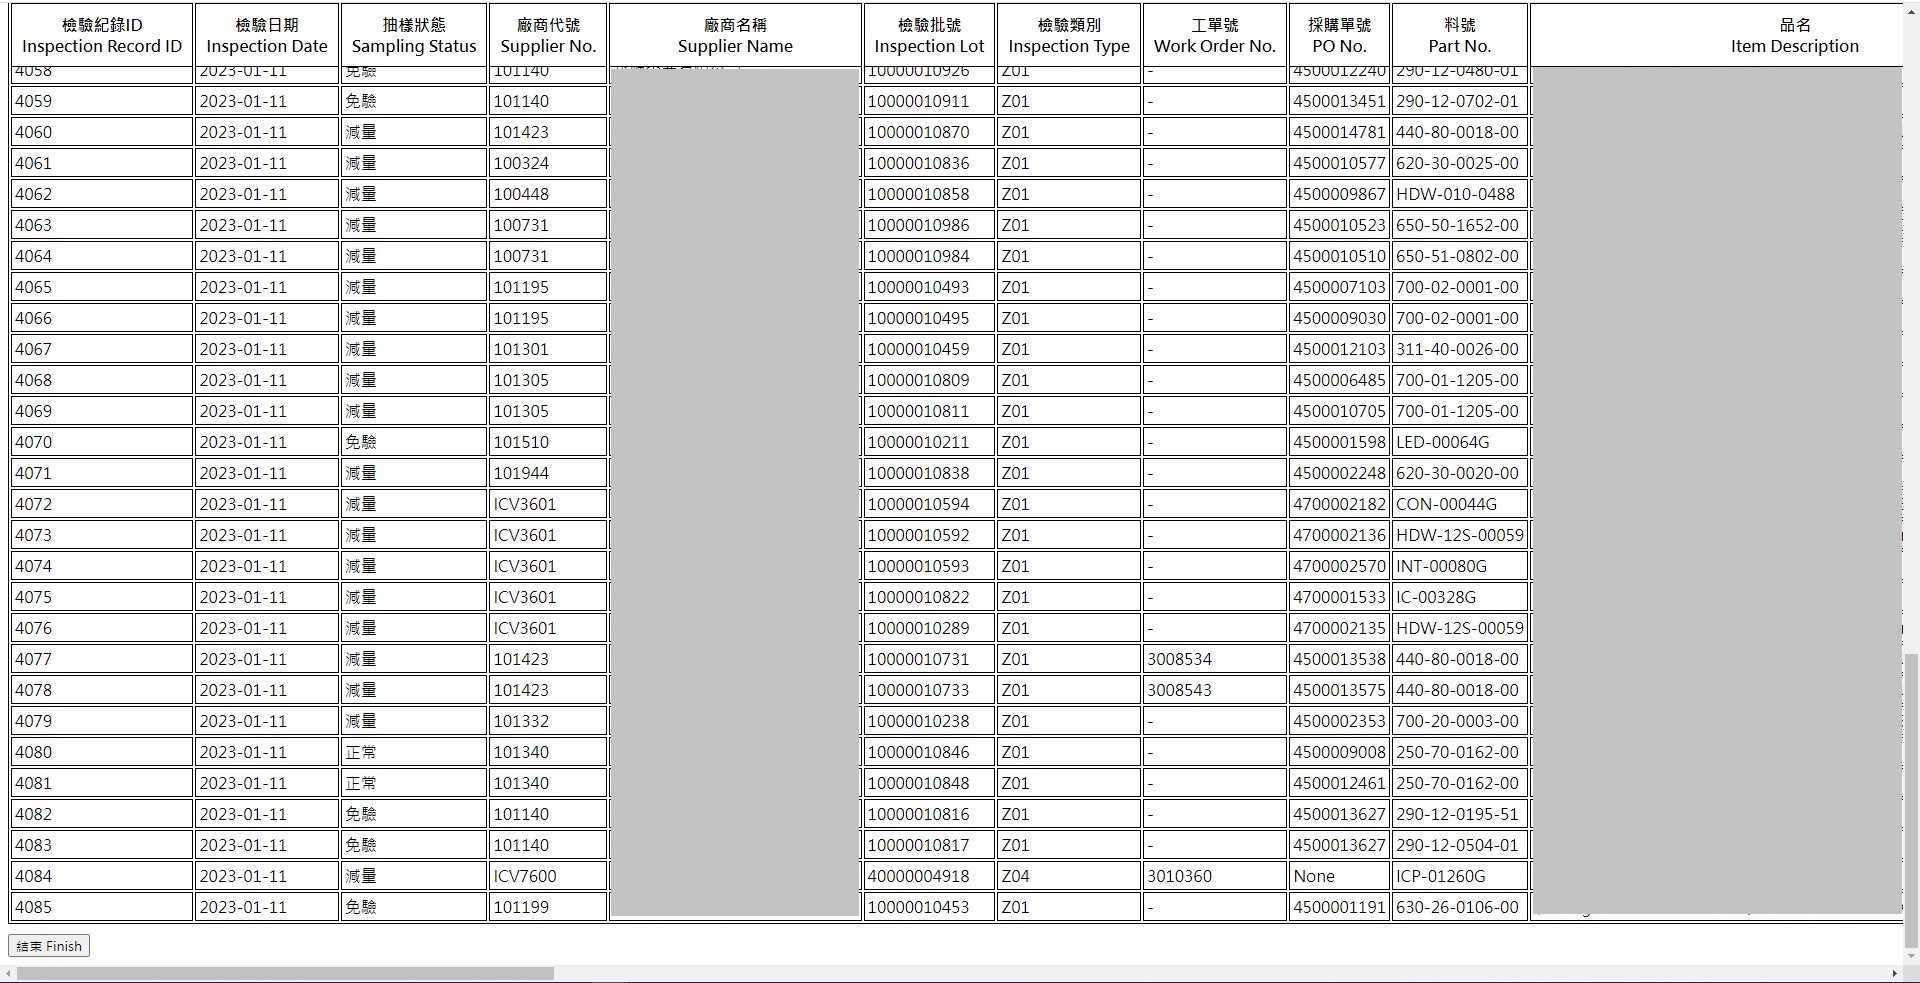 檢驗紀錄ID 檢驗日期 抽樣狀態 廠商代號 廠商名稱 檢驗批號 檢驗類別 工單號 採購單號 料號 品名
Inspection Record ID Inspection Date Sampling Status Supplier No. Supplier Name Inspection Lot Inspection Type Work Order No. PO No. Part No. Item Description
4058 2023-01-11 免驗 101140 10000010926 Z01 - 4500012240 290-12-0480-01
4059 2023-01-11 免驗 101140 10000010911 Z01 - 4500013451 290-12-0702-01
4060 2023-01-11 減量 101423 10000010870 Z01 - 4500014781 440-80-0018-00
4061 2023-01-11 減量 100324 10000010836 Z01 - 4500010577 620-30-0025-00
4062 2023-01-11 減量 100448 10000010858 Z01 - 4500009867 HDW-010-0488
4063 2023-01-11 減量 100731 10000010986 Z01 - 4500010523 650-50-1652-00
4064 2023-01-11 減量 100731 10000010984 Z01 - 4500010510 650-51-0802-00
4065 2023-01-11 減量 101195 10000010493 Z01 - 4500007103 700-02-0001-00
4066 2023-01-11 減量 101195 10000010495 Z01 - 4500009030 700-02-0001-00
4067 2023-01-11 減量 101301 10000010459 Z01 - 4500012103 311-40-0026-00
4068 2023-01-11 減量 101305 10000010809 Z01 - 4500006485 700-01-1205-00
4069 2023-01-11 減量 101305 10000010811 Z01 - 4500010705 700-01-1205-00
4070 2023-01-11 免驗 101510 10000010211 Z01 - 4500001598 LED-00064G
4071 2023-01-11 減量 101944 10000010838 Z01 - 4500002248 620-30-0020-00
4072 2023-01-11 減量 ICV3601 10000010594 Z01 - 4700002182 CON-00044G
4073 2023-01-11 減量 ICV3601 10000010592 Z01 - 4700002136 HDW-12S-00059
4074 2023-01-11 減量 ICV3601 10000010593 Z01 - 4700002570 INT-00080G
4075 2023-01-11 減量 ICV3601 10000010822 Z01 - 4700001533 IC-00328G
4076 2023-01-11 減量 ICV3601 10000010289 Z01 - 4700002135 HDW-12S-00059
4077 2023-01-11 減量 101423 10000010731 Z01 3008534 4500013538 440-80-0018-00
4078 2023-01-11 減量 101423 10000010733 Z01 3008543 4500013575 440-80-0018-00
4079 2023-01-11 減量 101332 10000010238 Z01 - 4500002353 700-20-0003-00
4080 2023-01-11 正常 101340 10000010846 Z01 - 4500009008 250-70-0162-00
4081 2023-01-11 正常 101340 10000010848 Z01 - 4500012461 250-70-0162-00
4082 2023-01-11 免驗 101140 10000010816 Z01 - 4500013627 290-12-0195-51
4083 2023-01-11 免驗 101140 10000010817 Z01 - 4500013627 290-12-0504-01
4084 2023-01-11 減量 ICV7600 40000004918 Z04 3010360 None ICP-01260G
4085 2023-01-11 免驗 101199 10000010453 Z01 - 4500001191 630-26-0106-00
結束 Finish